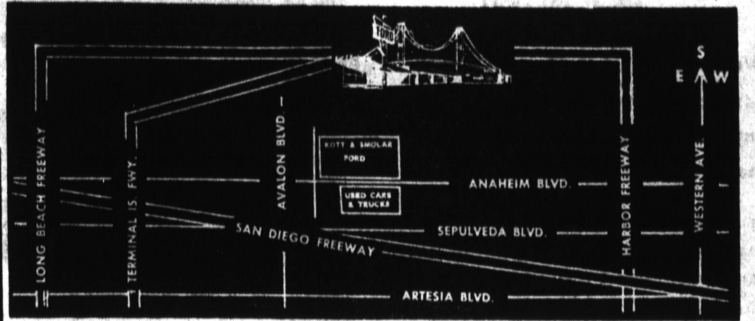 S
E W
LONG BEACH FREEWAY
TERMINAL IS. FWY.
AVALON BLVD.
KOTT & SMOLAR
FORD
USED CARS
& TRUCKS
ANAHEIM BLVD.
HARBOR FREEWAY
WESTERN AVE.
SAN DIEGO FREEWAY
SEPULVEDA BLVD.
ARTESIA BLVD.